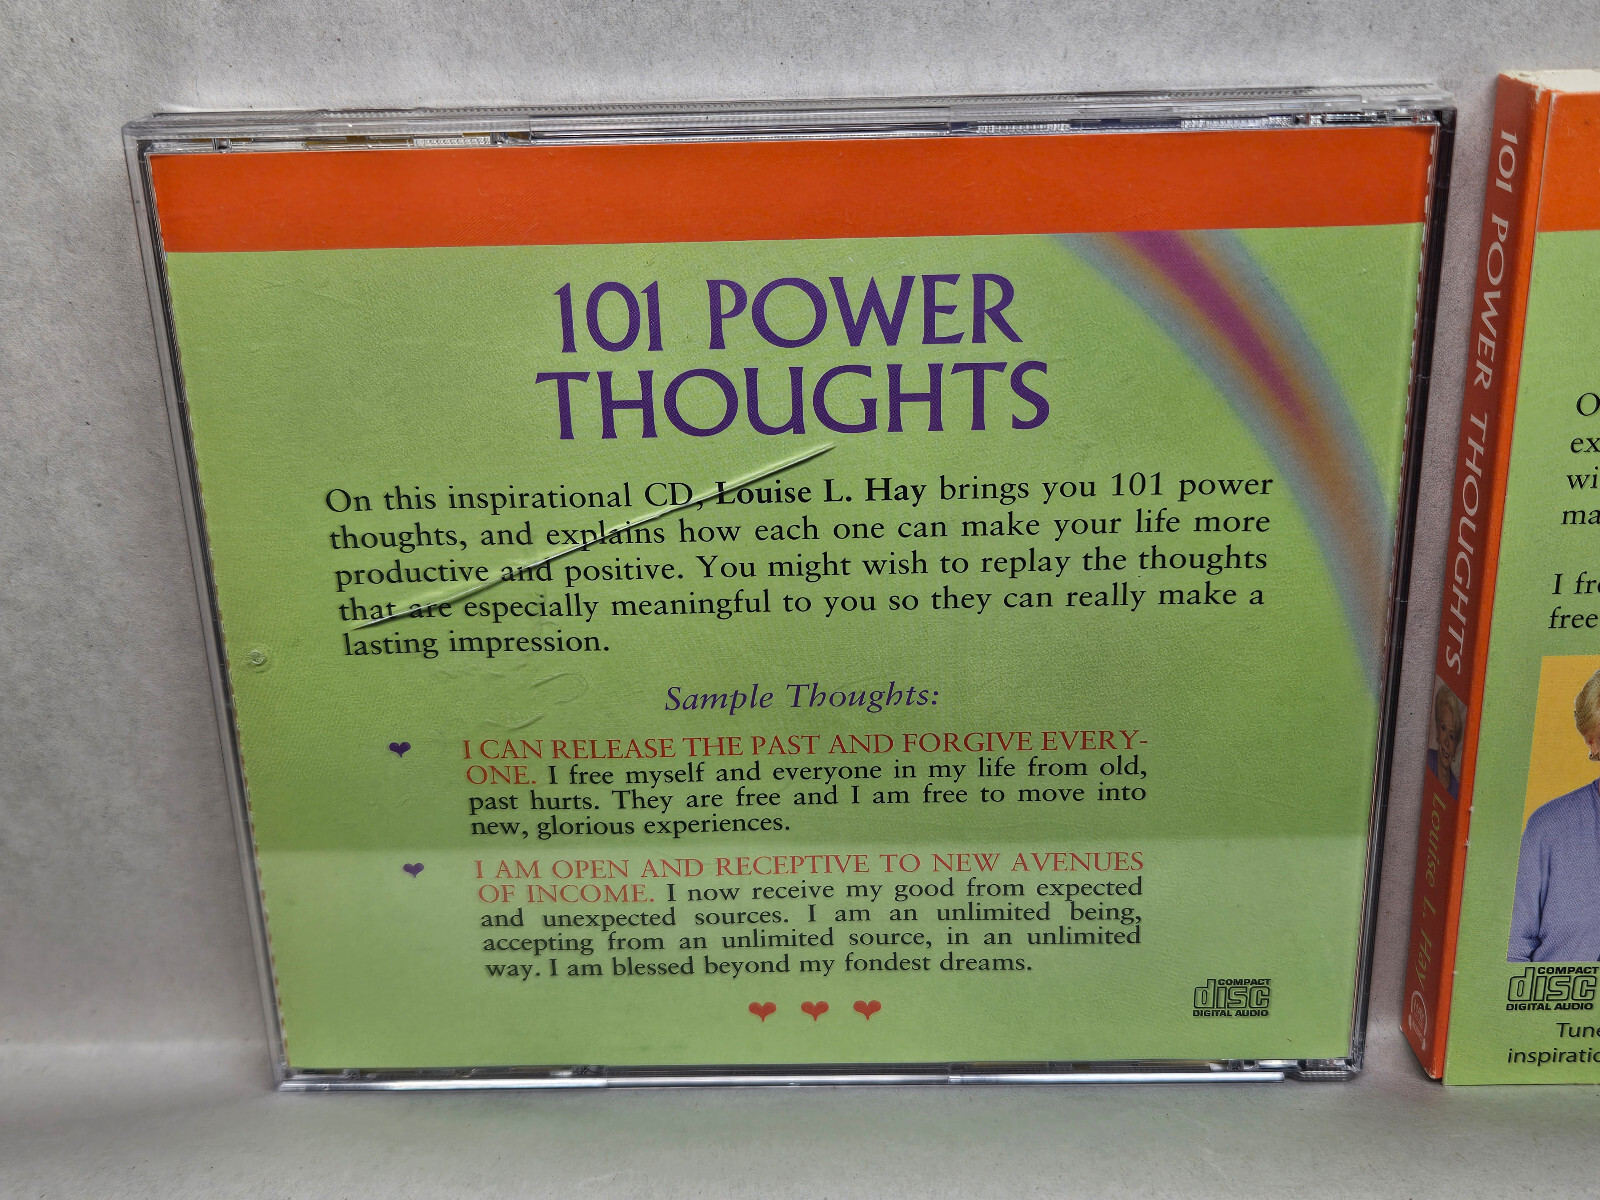 101 POWER
THOUGHTS
On this inspirational CD, Louise L. Hay brings you 101 power
thoughts, and explains how each one can make your life more
productive and positive. You might wish to replay the thoughts
that are especially meaningful to you so they can really make a
lasting impression.
Sample Thoughts:
I CAN RELEASE THE PAST AND FORGIVE EVERY-
ONE. I free myself and everyone in my life from old,
past hurts. They are free and I am free to move into
new, glorious experiences.
I AM OPEN AND RECEPTIVE TO NEW AVENUES
OF INCOME. I now receive my good from expected
and unexpected sources. I am an unlimited being,
accepting from an unlimited source, in an unlimited
way. I am blessed beyond my fondest dreams.
COMPACT
disc
DIGITAL AUDIO
101 POWER THOUGHTS Louise L. Hay
I
free
COMPACT
disc
DIGITAL AUDIO